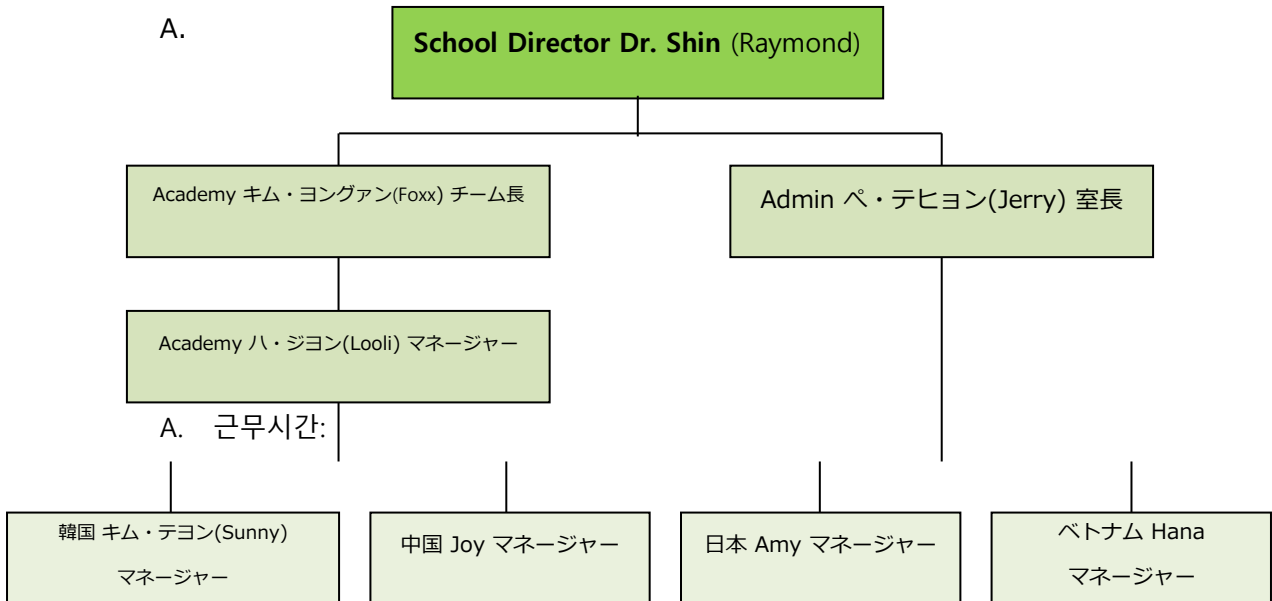 A.
School Director Dr. Shin (Raymond)
Academy キム・ヨングァン(Foxx) チーム長
Admin ペ・テヒョン(Jerry) 室長
Academy ハ・ジヨン(Looli) マネージャー
A. 근무시간:
韓国 キム・テヨン(Sunny)
マネージャー
中国 Joy マネージャー
日本 Amy マネージャー
ベトナム Hana
マネージャー